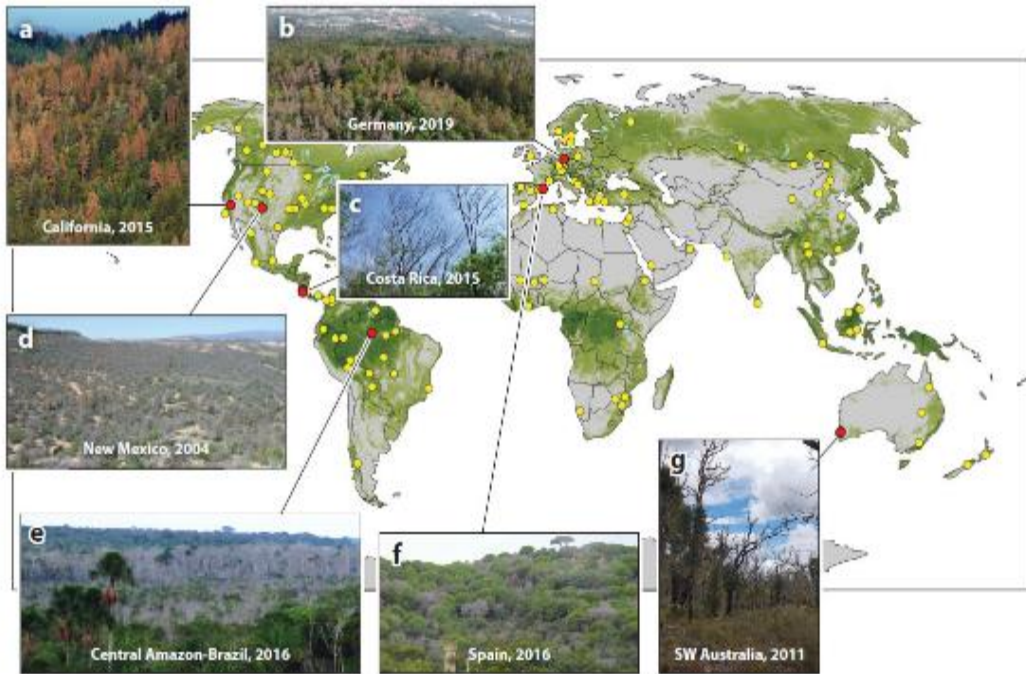 a
California, 2015
b
Germany, 2019
c
Costa Rica, 2015
d
New Mexico, 2004
e
Central Amazon-Brazil, 2016
f
Spain, 2016
g
SW Australia, 2011